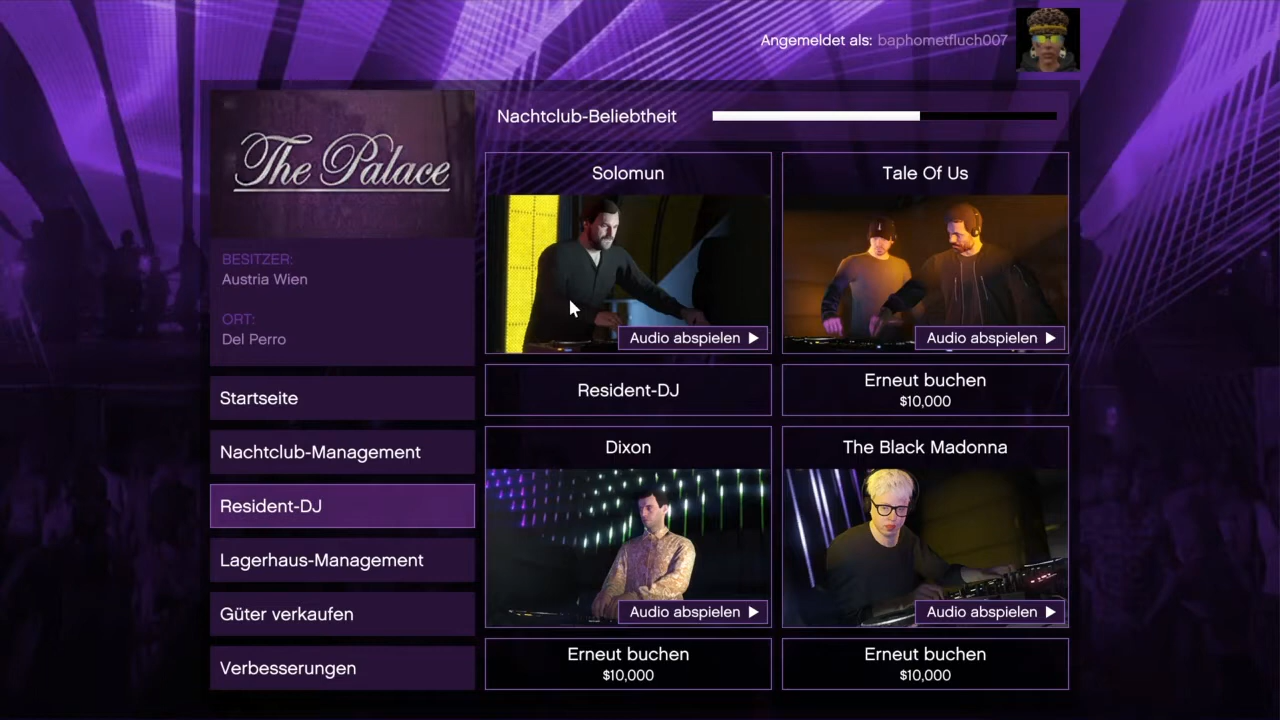 Angemeldet als: baphometfluch007
The Palace
BESITZER:
Austria Wien
ORT:
Del Perro
Startseite
Nachtclub-Management
Resident-DJ
Lagerhaus-Management
Güter verkaufen
Verbesserungen
Nachtclub-Beliebtheit
Solomun
Audio abspielen
Resident-DJ
Tale Of Us
Audio abspielen
Erneut buchen
$10,000
Dixon
Audio abspielen
Erneut buchen
$10,000
The Black Madonna
Audio abspielen
Erneut buchen
$10,000